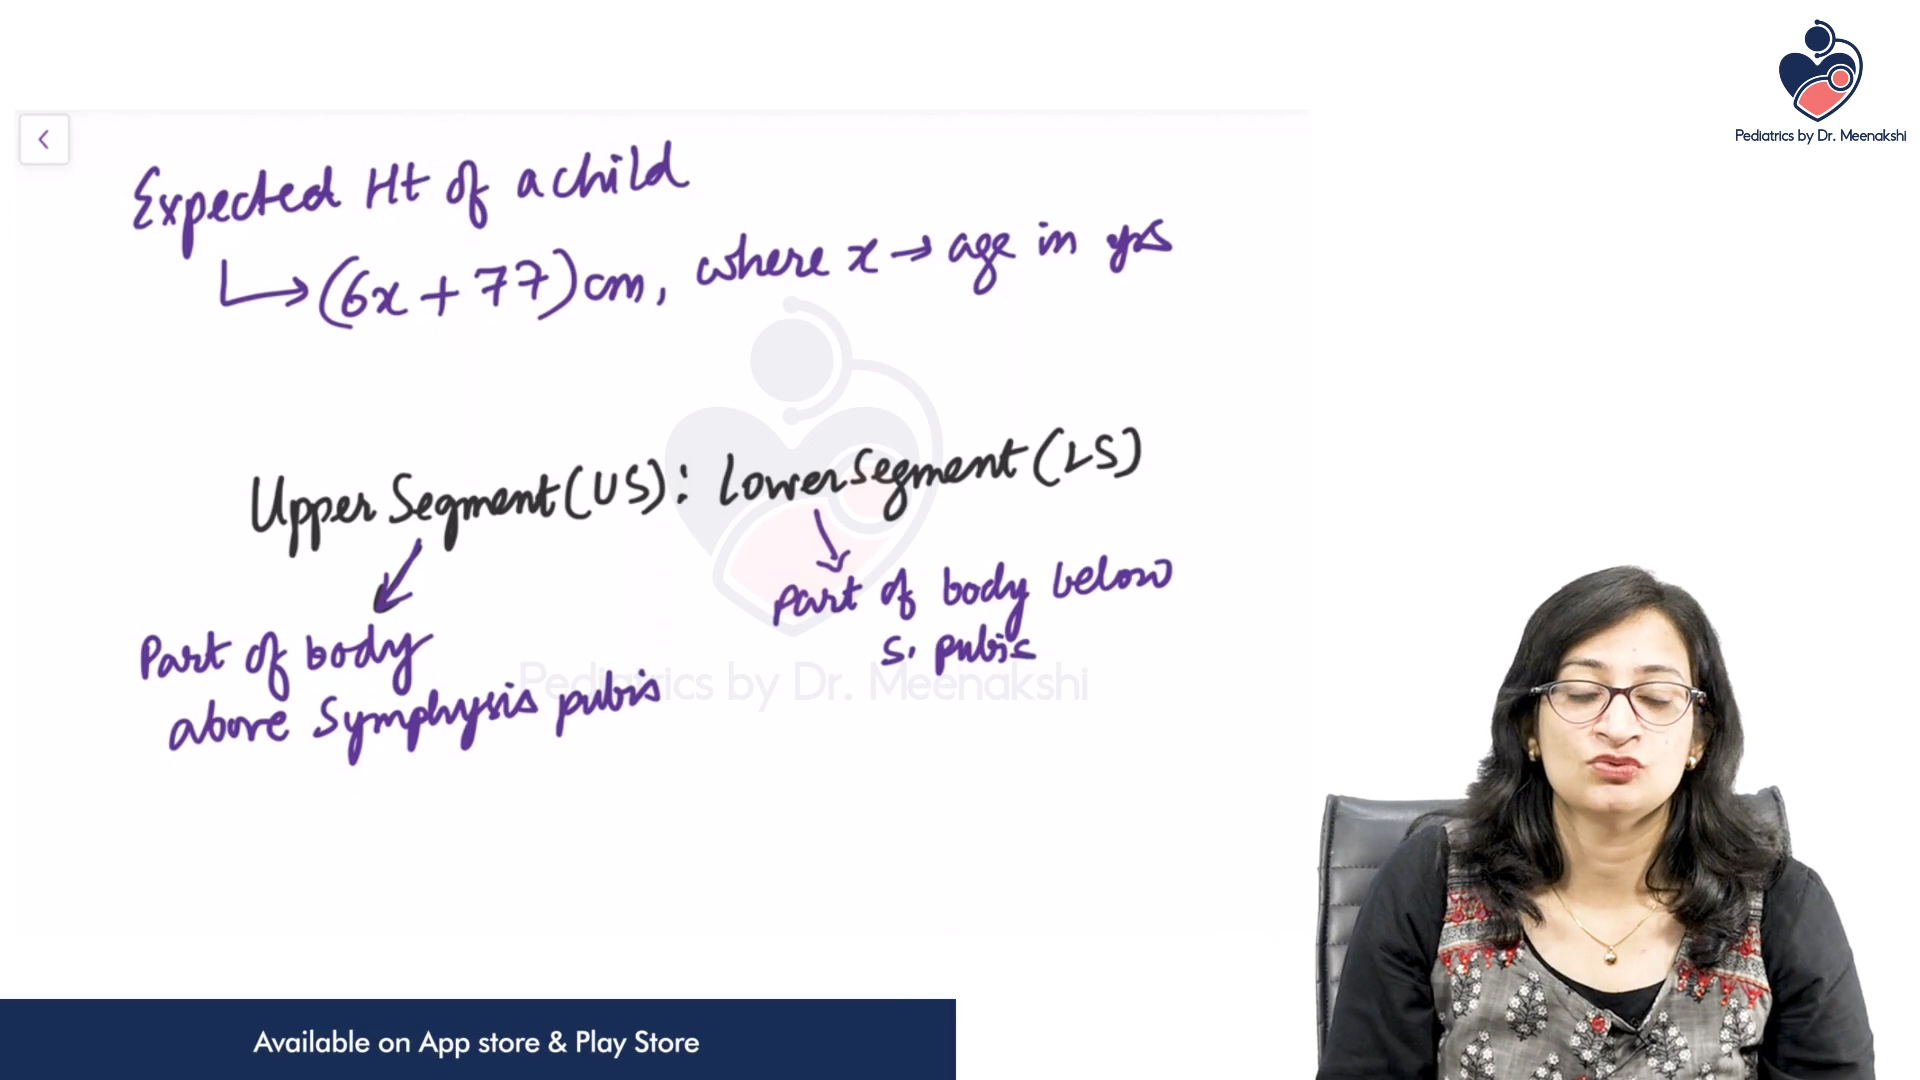 Pediatrics by Dr. Meenakshi
Expected Ht of a child
(6x + 77) cm, where x → age in yrs
Upper Segment (US) : Lower Segment (LS)
Part of body below
S. pubis
Part of body
above Symphysis pubis
Pediatrics by Dr. Meenakshi
Available on App store & Play Store